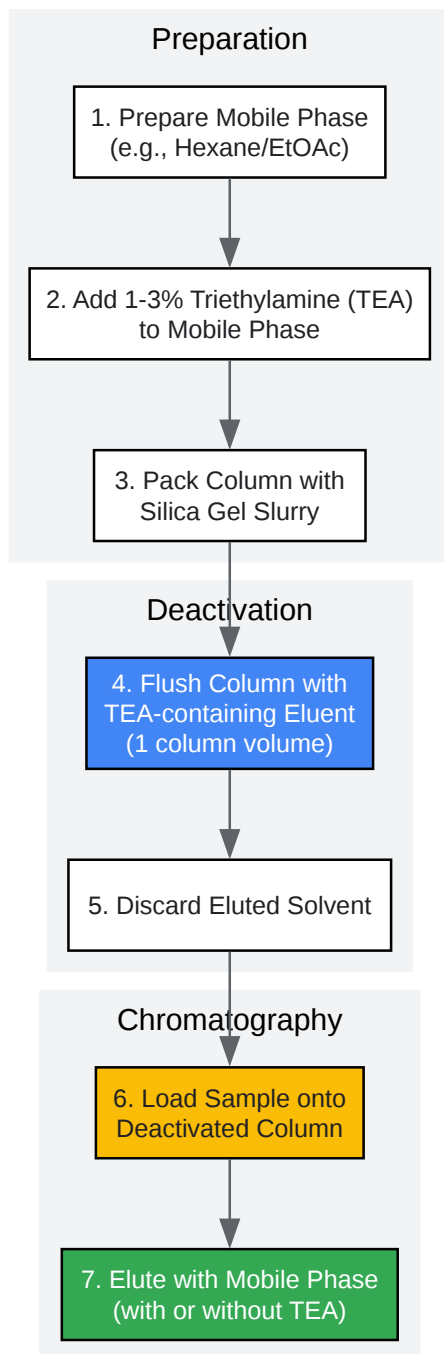 Preparation
1. Prepare Mobile Phase
(e.g., Hexane/EtOAc)
2. Add 1-3% Triethylamine (TEA)
to Mobile Phase
3. Pack Column with
Silica Gel Slurry
Deactivation
4. Flush Column with
TEA-containing Eluent
(1 column volume)
5. Discard Eluted Solvent
Chromatography
6. Load Sample onto
Deactivated Column
7. Elute with Mobile Phase
(with or without TEA)